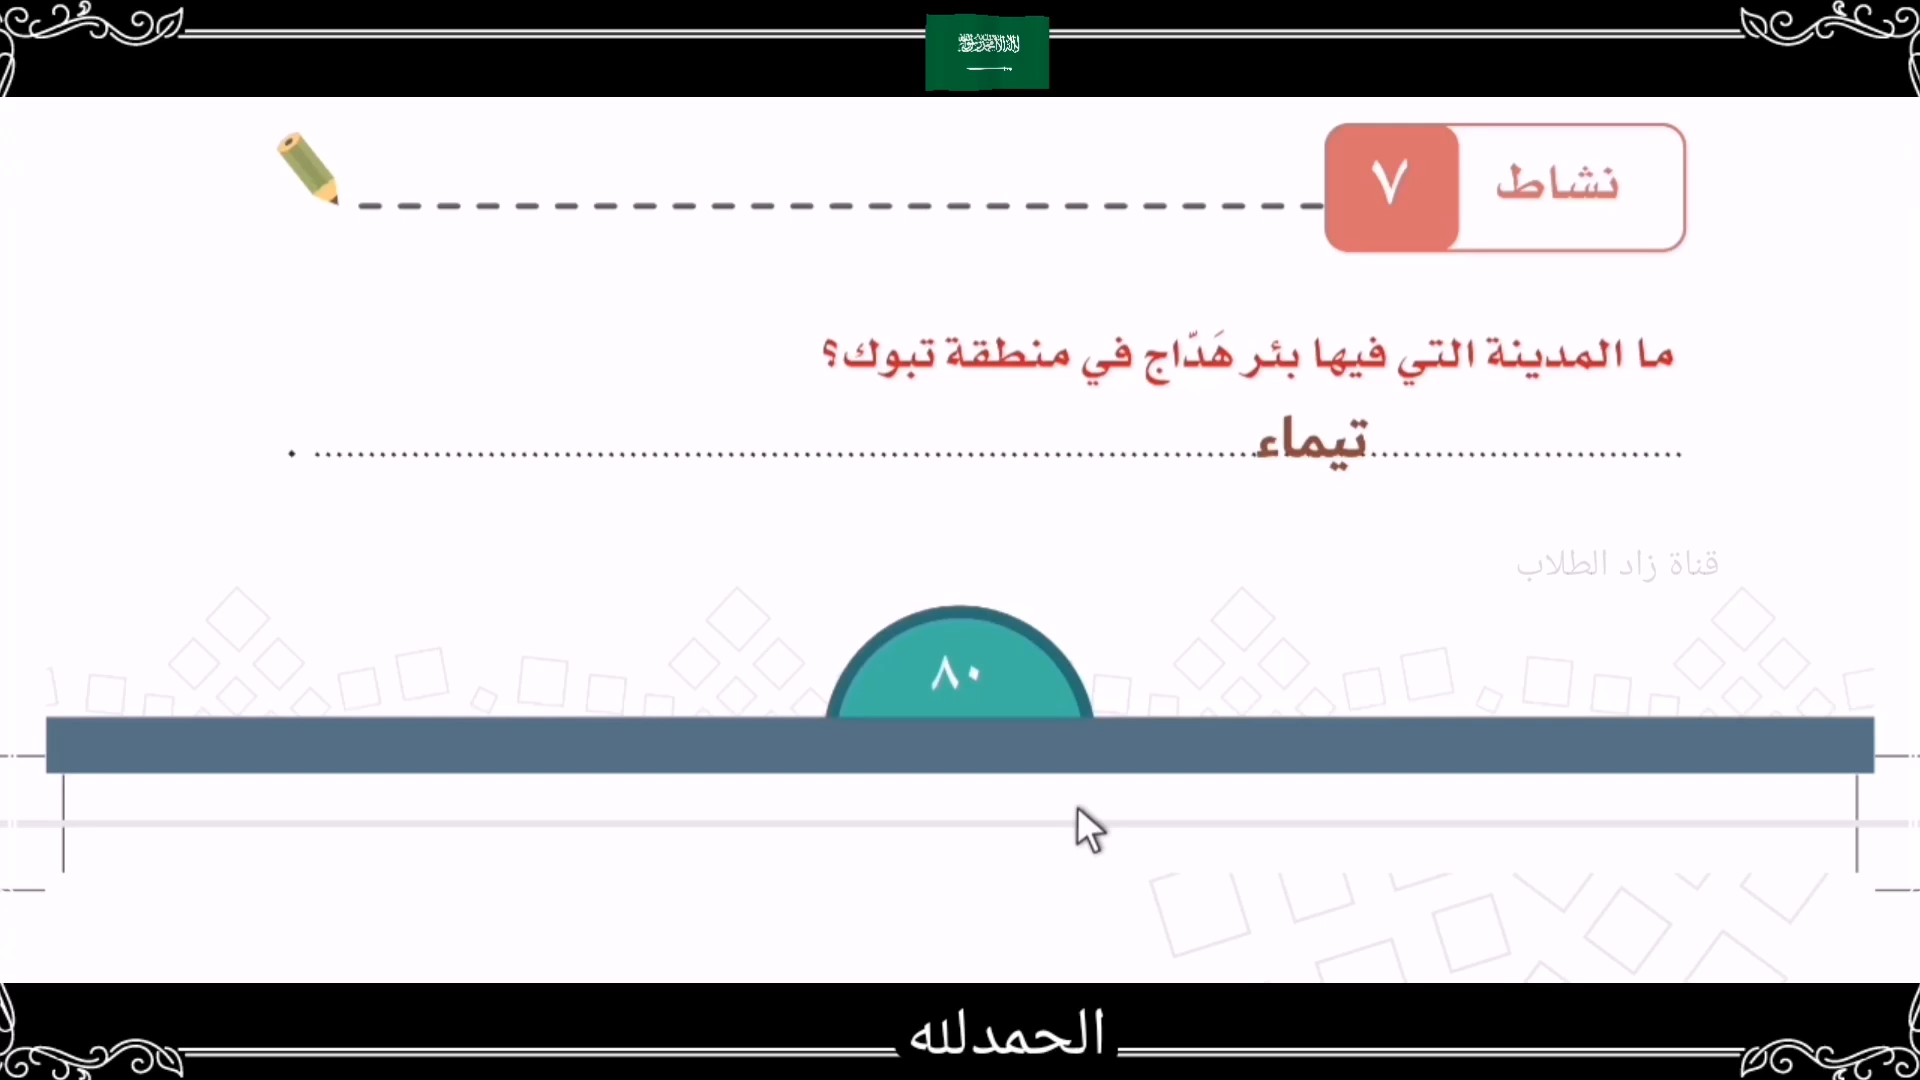 نشاط ٧
ما المدينة التي فيها بئر هَدّاج في منطقة تبوك؟
تيماء
قناة زاد الطلاب
٨٠
الحمدلله